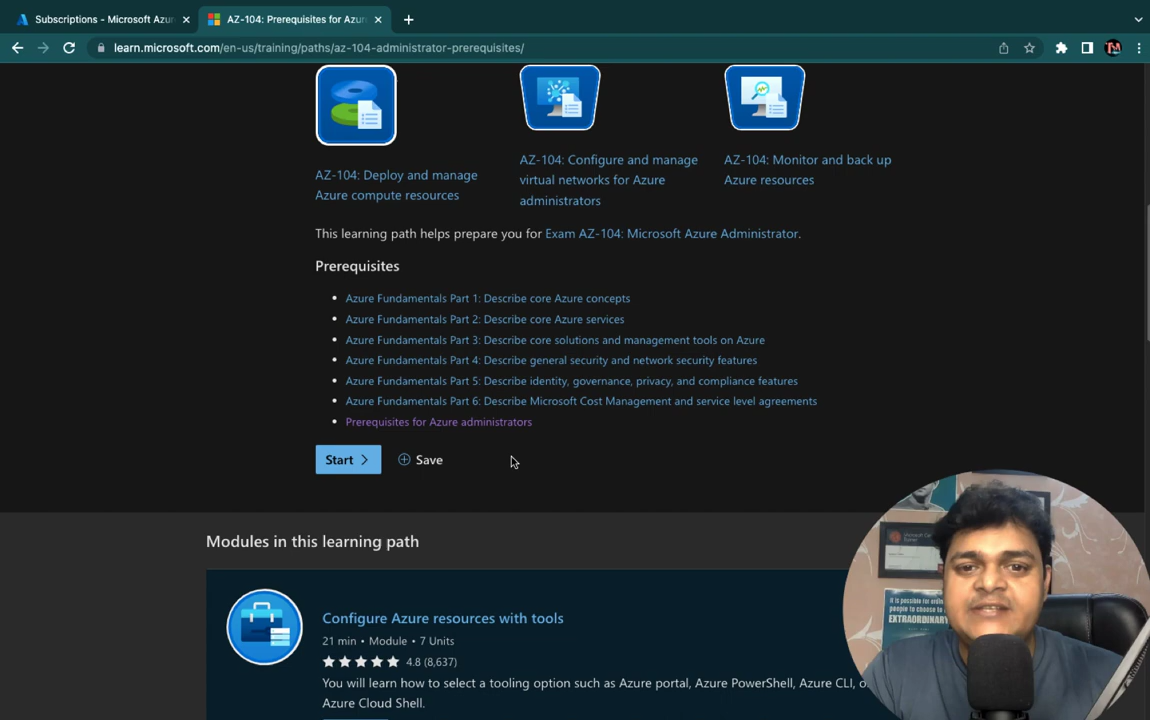 Subscriptions - Microsoft Azur
AZ-104: Prerequisites for Azur
learn.microsoft.com/en-us/training/paths/az-104-administrator-prerequisites/
AZ-104: Deploy and manage
Azure compute resources
AZ-104: Configure and manage
virtual networks for Azure
administrators
AZ-104: Monitor and back up
Azure resources
This learning path helps prepare you for Exam AZ-104: Microsoft Azure Administrator.
Prerequisites
Azure Fundamentals Part 1: Describe core Azure concepts
Azure Fundamentals Part 2: Describe core Azure services
Azure Fundamentals Part 3: Describe core solutions and management tools on Azure
Azure Fundamentals Part 4: Describe general security and network security features
Azure Fundamentals Part 5: Describe identity, governance, privacy, and compliance features
Azure Fundamentals Part 6: Describe Microsoft Cost Management and service level agreements
Prerequisites for Azure administrators
Start
Save
Modules in this learning path
Configure Azure resources with tools
21 min • Module • 7 Units
4.8 (8,637)
You will learn how to select a tooling option such as Azure portal, Azure PowerShell, Azure CLI, o
Azure Cloud Shell.
EXTRAORDINARY